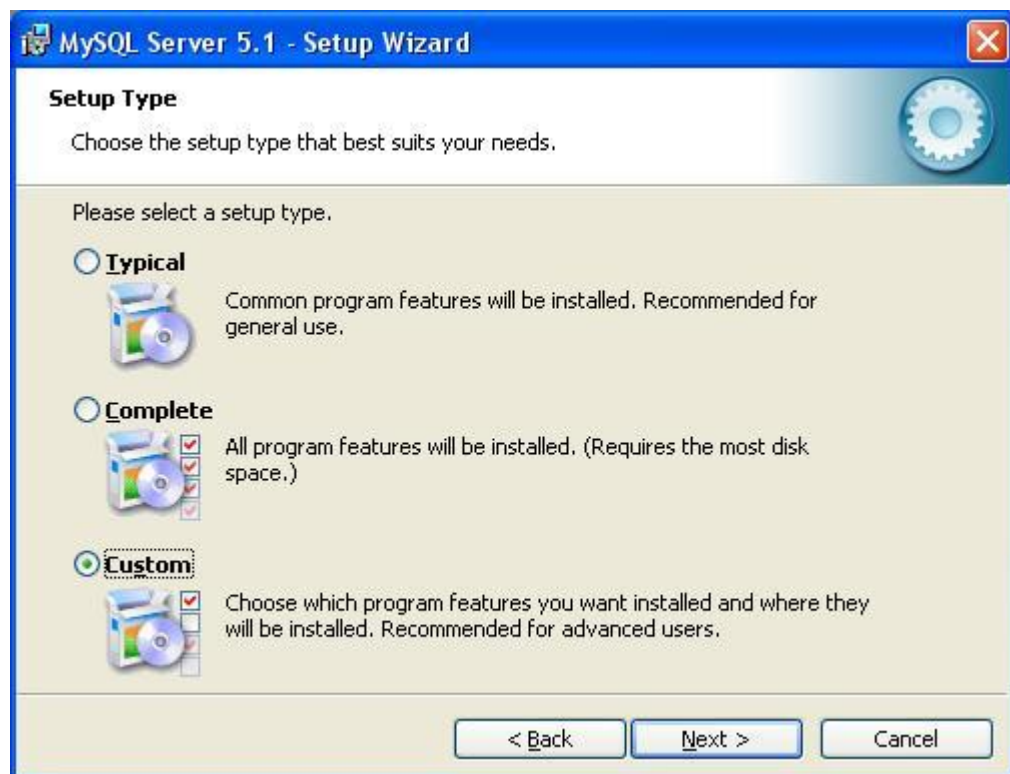 MySQL Server 5.1 - Setup Wizard
Setup Type
Choose the setup type that best suits your needs.
Please select a setup type.
Typical
Common program features will be installed. Recommended for
general use.
Complete
All program features will be installed. (Requires the most disk
space.)
Custom
Choose which program features you want installed and where they
will be installed. Recommended for advanced users.
< Back
Next >
Cancel